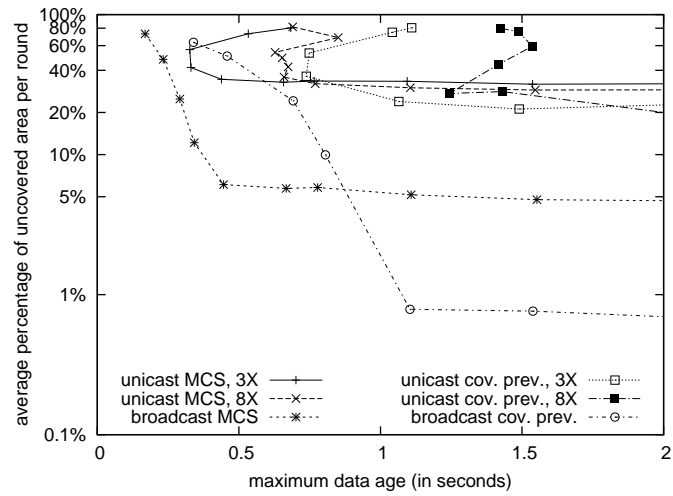 average percentage of uncovered area per round
100%
80%
60%
40%
20%
10%
5%
1%
0.1%
unicast MCS, 3X
unicast MCS, 8X
broadcast MCS
unicast cov. prev., 3X
unicast cov. prev., 8X
broadcast cov. prev.
0 0.5 1 1.5 2
maximum data age (in seconds)